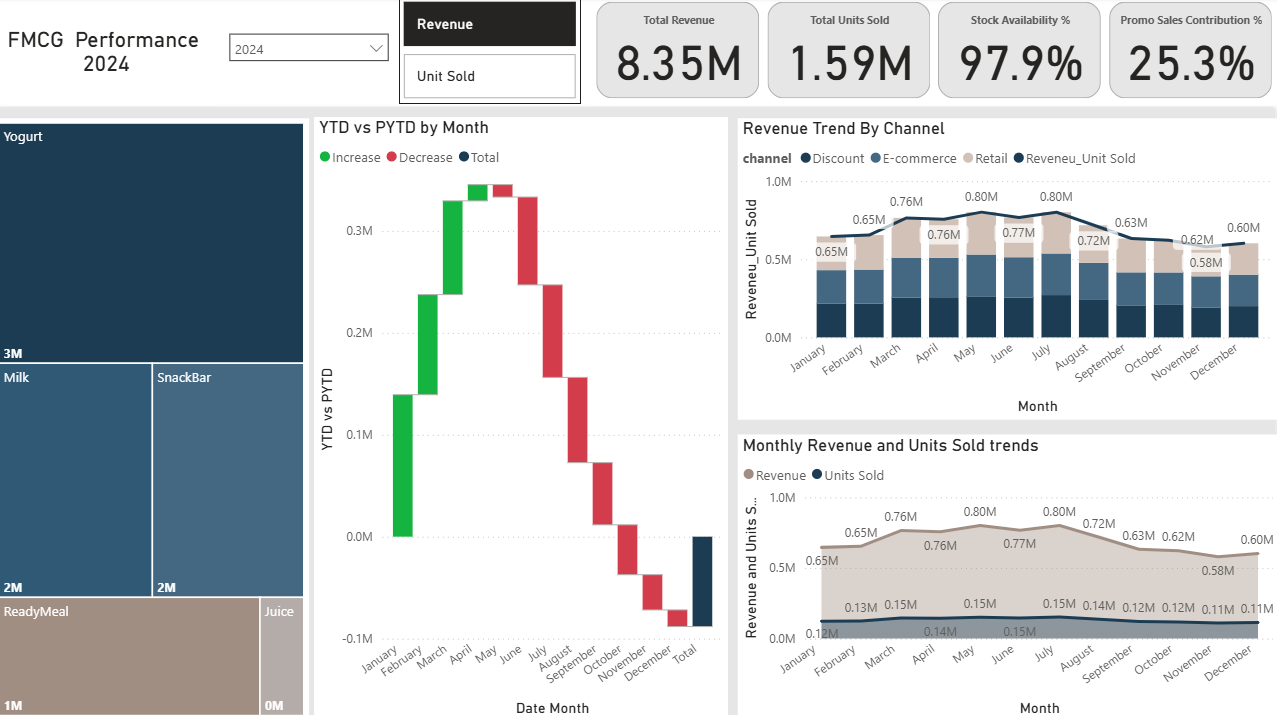 FMCG  Performance
2024
2024
Revenue
Unit Sold
Total Revenue
8.35M
Total Units Sold
1.59M
Stock Availability %
97.9%
Promo Sales Contribution %
25.3%
Yogurt
3M
Milk
2M
SnackBar
2M
ReadyMeal
1M
Juice
0M
YTD vs PYTD by Month
Increase Decrease Total
YTD vs PYTD
0.3M
0.2M
0.1M
0.0M
-0.1M
January February March April May June July August September October November December Total
Date Month
Revenue Trend By Channel
channel Discount E-commerce Retail Reveneu_Unit Sold
Reveneu_Unit Sold
1.0M
0.5M
0.0M
0.65M 0.65M 0.76M 0.76M 0.80M 0.77M 0.80M 0.72M 0.63M 0.62M 0.58M 0.60M
January February March April May June July August September October November December
Month
Monthly Revenue and Units Sold trends
Revenue Units Sold
Revenue and Units S...
1.0M
0.5M
0.0M
0.65M 0.65M 0.76M 0.76M 0.80M 0.77M 0.80M 0.72M 0.63M 0.62M 0.58M 0.60M
0.12M 0.13M 0.15M 0.14M 0.15M 0.15M 0.15M 0.14M 0.12M 0.12M 0.11M 0.11M
January February March April May June July August September October November December
Month